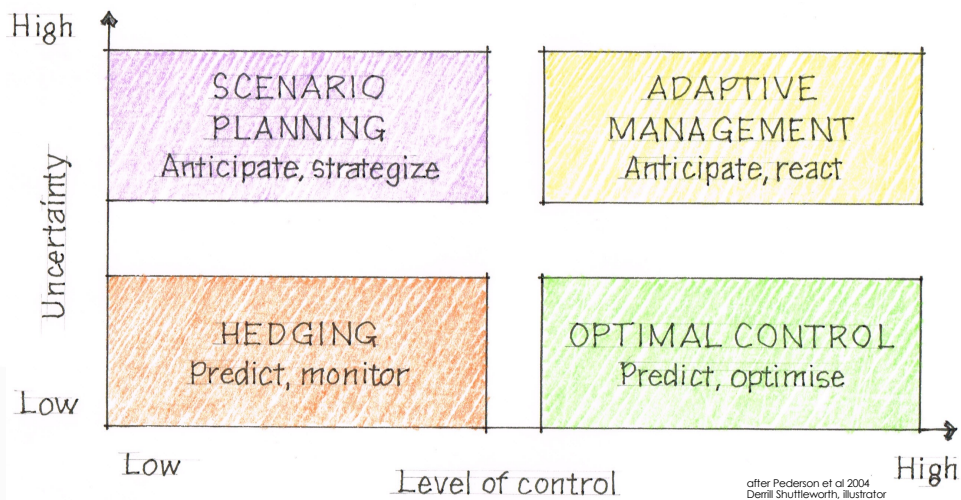 High
SCENARIO
PLANNING
Anticipate, strategize
ADAPTIVE
MANAGEMENT
Anticipate, react
Uncertainty
HEDGING
Predict, monitor
OPTIMAL CONTROL
Predict, optimise
Low
Low
Level of control
High
after Pederson et al 2004
Derrill Shuttleworth, illustrator